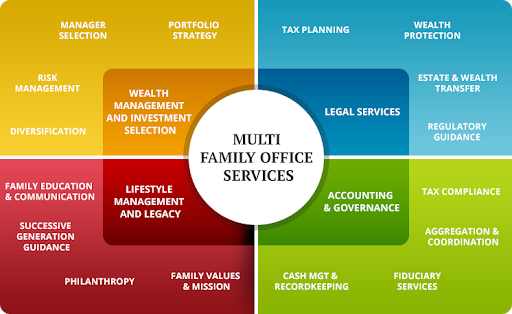 MANAGER
SELECTION
PORTFOLIO
STRATEGY
RISK
MANAGEMENT
DIVERSIFICATION
WEALTH
MANAGEMENT
AND INVESTMENT
SELECTION
TAX PLANNING
WEALTH
PROTECTION
ESTATE & WEALTH
TRANSFER
REGULATORY
GUIDANCE
LEGAL SERVICES
MULTI
FAMILY OFFICE
SERVICES
FAMILY EDUCATION
& COMMUNICATION
SUCCESSIVE
GENERATION
GUIDANCE
PHILANTHROPY
FAMILY VALUES
& MISSION
LIFESTYLE
MANAGEMENT
AND LEGACY
ACCOUNTING
& GOVERNANCE
TAX COMPLIANCE
AGGREGATION &
COORDINATION
CASH MGT &
RECORDKEEPING
FIDUCIARY
SERVICES